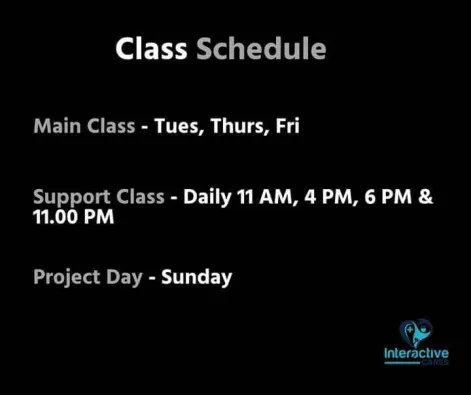 Class Schedule
Main Class - Tues, Thurs, Fri
Support Class - Daily 11 AM, 4 PM, 6 PM &
11.00 PM
Project Day - Sunday
Interactive
CARES